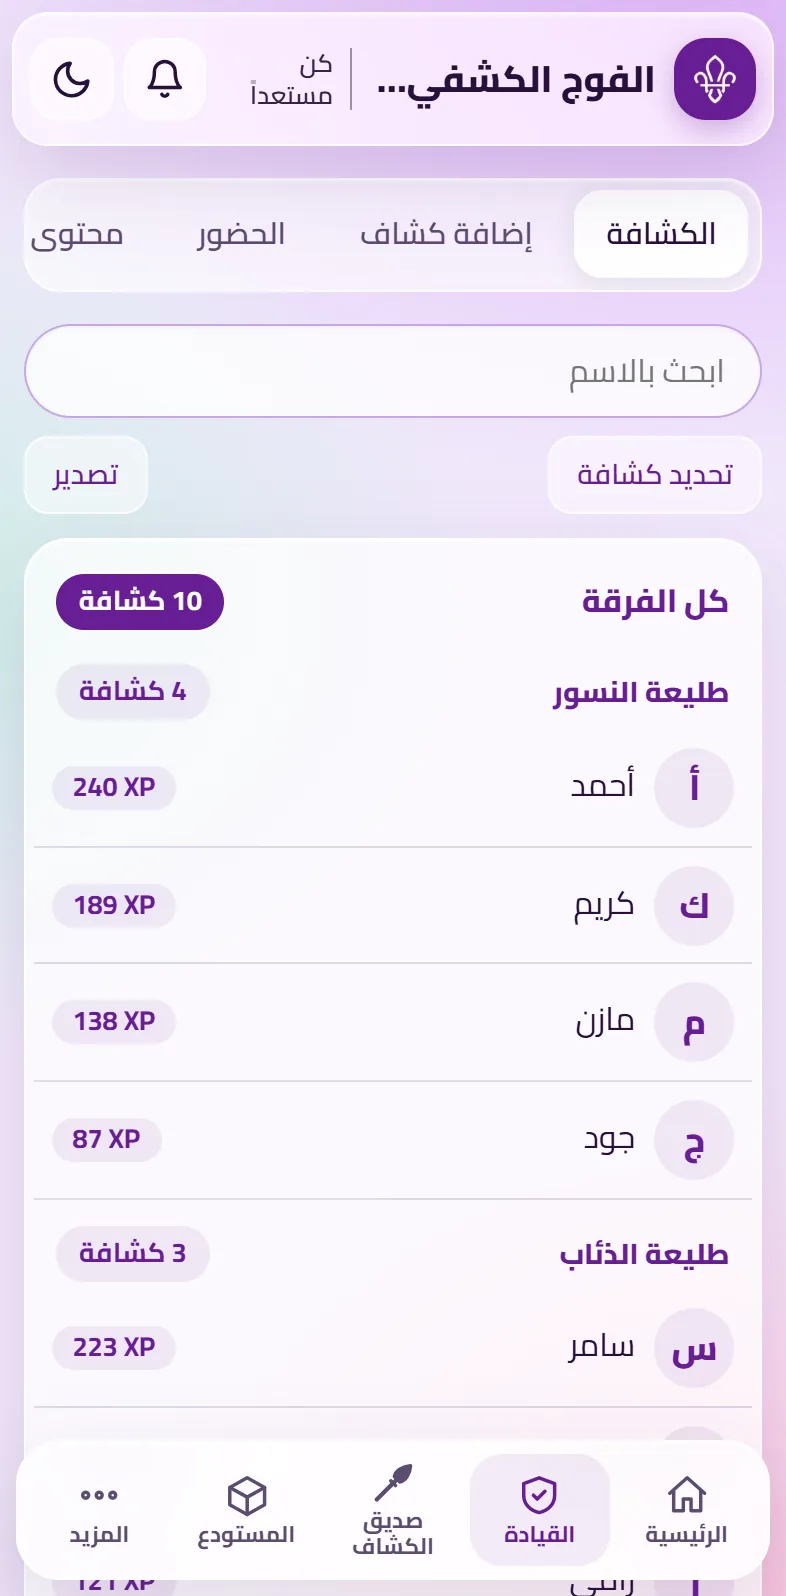 الفوج الكشفي...
كن
مستعداً
الكشافة إضافة كشاف الحضور محتوى
ابحث بالاسم
تحديد كشافة تصدير
كل الفرقة 10 كشافة
طليعة النسور 4 كشافة
أ أحمد 240 XP
ك كريم 189 XP
م مازن 138 XP
ج جود 87 XP
طليعة الذئاب 3 كشافة
س سامر 223 XP
الرئيسية القيادة صديق الكشاف المستودع المزيد